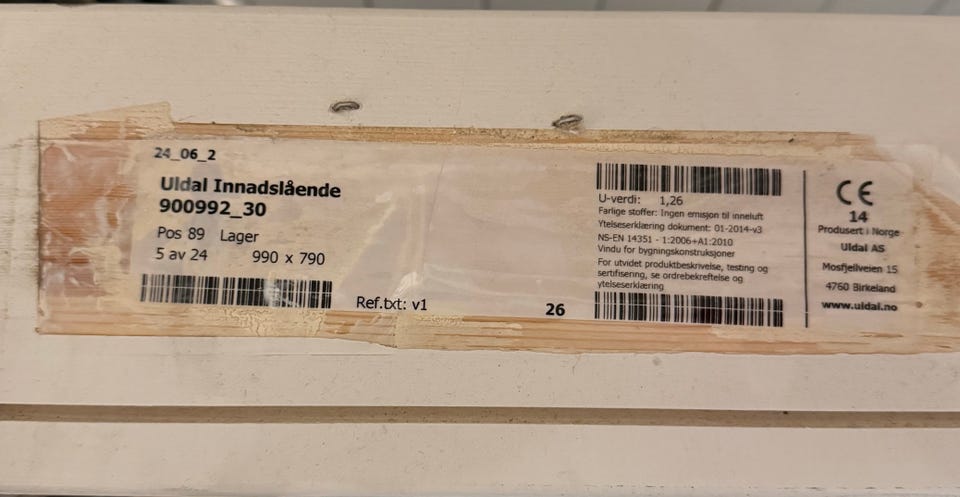 24_06_2
Uldal Innadslående
900992_30
Pos 89 Lager
5 av 24 990 x 790
Ref.txt: v1
26
U-verdi: 1,26
Farlige stoffer: Ingen emisjon til inneluft
Ytelseserklæring dokument: 01-2014-v3
NS-EN 14351 - 1:2006+A1:2010
Vindu for bygningskonstruksjoner
For utvidet produktbeskrivelse, testing og
sertifisering, se ordrebekreftelse og
ytelseserklæring
CE
14
Produsert i Norge
Uldal AS
Mosfjellveien 15
4760 Birkeland
www.uldal.no